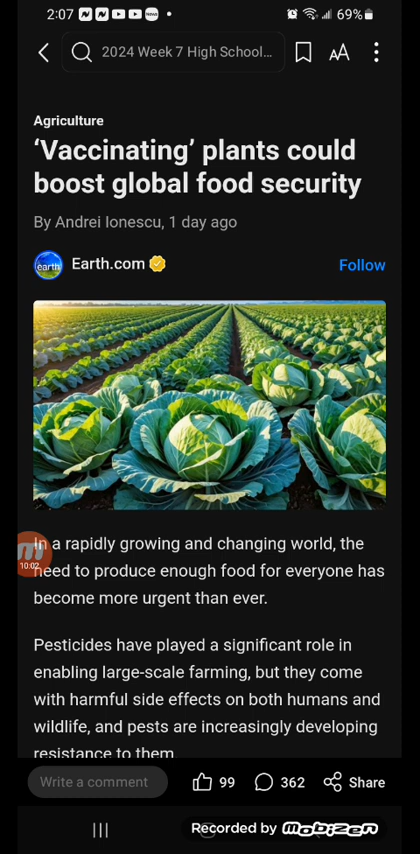 2:07 69%
2024 Week 7 High School...
AA
Agriculture
‘Vaccinating’ plants could
boost global food security
By Andrei Ionescu, 1 day ago
earth Earth.com
Follow
In a rapidly growing and changing world, the
need to produce enough food for everyone has
become more urgent than ever.
10:02
Pesticides have played a significant role in
enabling large-scale farming, but they come
with harmful side effects on both humans and
wildlife, and pests are increasingly developing
resistance to them.
Write a comment 99 362 Share
Recorded by Mobizen